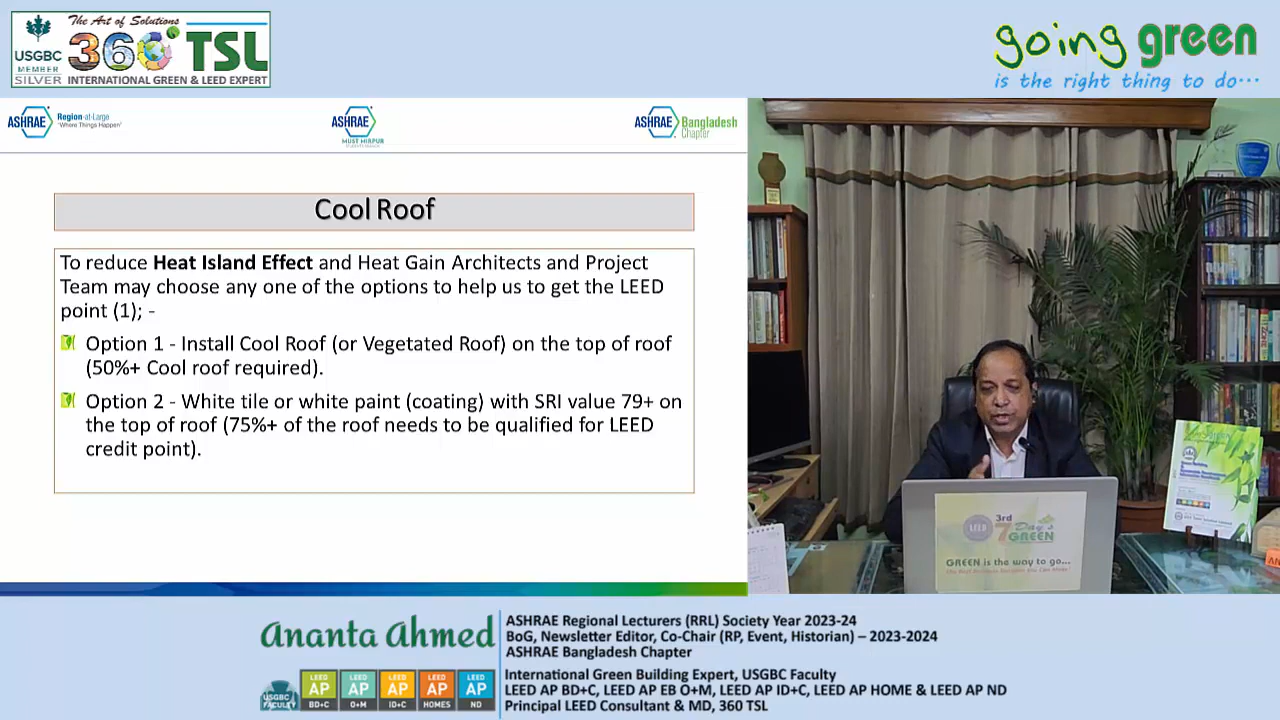 The Art of Solutions
USGBC
MEMBER
SILVER
360° TSL
INTERNATIONAL GREEN & LEED EXPERT
going green
is the right thing to do...
ASHRAE
Region-at-Large
"Where Things Happen"
ASHRAE
MUST MIRPUR
ASHRAE
Bangladesh
Chapter
Cool Roof
To reduce Heat Island Effect and Heat Gain Architects and Project
Team may choose any one of the options to help us to get the LEED
point (1); -
Option 1 - Install Cool Roof (or Vegetated Roof) on the top of roof
(50%+ Cool roof required).
Option 2 - White tile or white paint (coating) with SRI value 79+ on
the top of roof (75%+ of the roof needs to be qualified for LEED
credit point).
LEED
3rd
7 Day's
GREEN
GREEN is the way to go...
Ananta Ahmed
ASHRAE Regional Lecturers (RRL) Society Year 2023-24
BoG, Newsletter Editor, Co-Chair (RP, Event, Historian) – 2023-2024
ASHRAE Bangladesh Chapter
International Green Building Expert, USGBC Faculty
LEED AP BD+C, LEED AP EB O+M, LEED AP ID+C, LEED AP HOME & LEED AP ND
Principal LEED Consultant & MD, 360 TSL
USGBC
FACULTY
LEED
AP
BD+C
LEED
AP
O+M
LEED
AP
ID+C
LEED
AP
HOMES
LEED
AP
ND